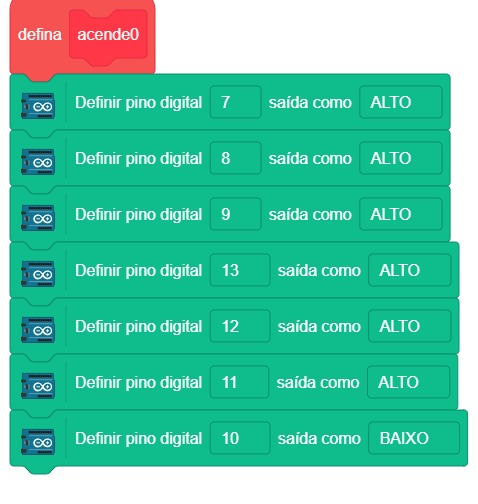 defina acende0
Definir pino digital 7 saída como ALTO
Definir pino digital 8 saída como ALTO
Definir pino digital 9 saída como ALTO
Definir pino digital 13 saída como ALTO
Definir pino digital 12 saída como ALTO
Definir pino digital 11 saída como ALTO
Definir pino digital 10 saída como BAIXO